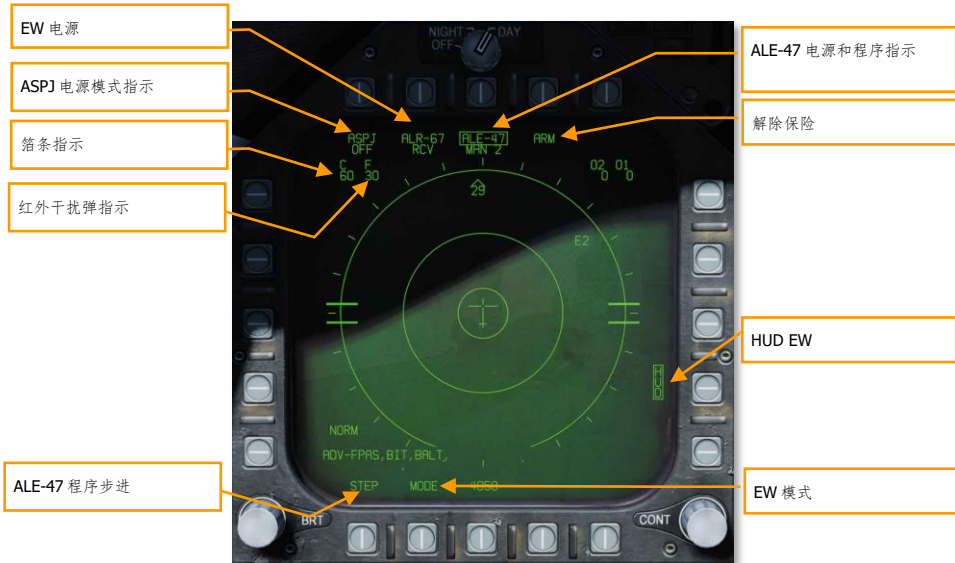 EW 电源
ASPJ 电源模式指示
箔条指示
红外干扰弹指示
ALE-47 程序步进
NIGHT DAY
OFF
ASPJ ALR-67 ALE-47 ARM
OFF RCV MAN 2
C F O2 O1
60 30 0 0
29
E2
HUD
NORM
ADV-FPAS,BIT,BALT,
STEP MODE
BRT CONT
ALE-47 电源和程序指示
解除保险
HUD EW
EW 模式